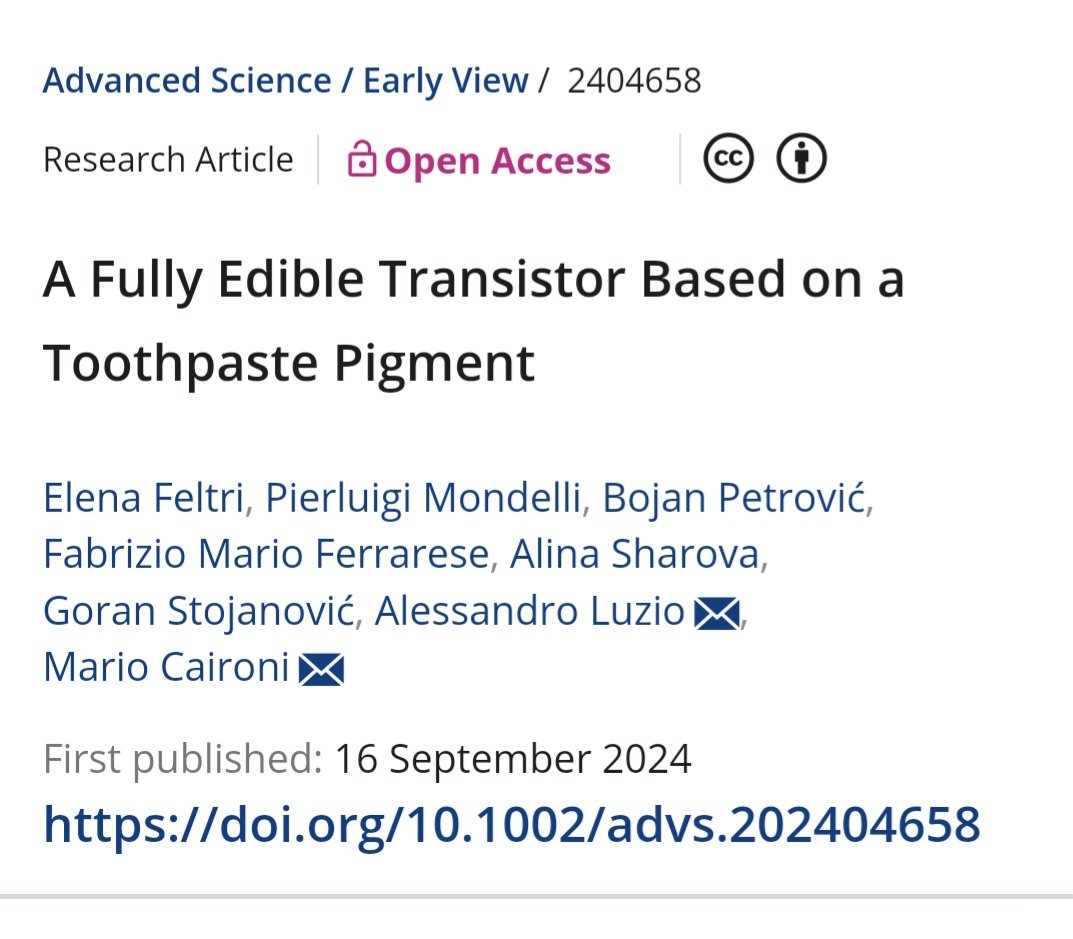 Advanced Science / Early View / 2404658
Research Article Open Access cc
A Fully Edible Transistor Based on a
Toothpaste Pigment
Elena Feltri, Pierluigi Mondelli, Bojan Petrović,
Fabrizio Mario Ferrarese, Alina Sharova,
Goran Stojanović, Alessandro Luzio,
Mario Caironi
First published: 16 September 2024
https://doi.org/10.1002/advs.202404658